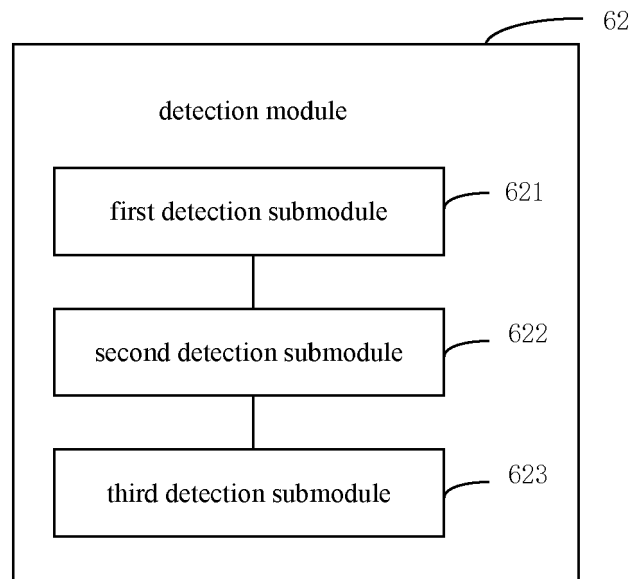 62
detection module
first detection submodule
621
second detection submodule
622
third detection submodule
623